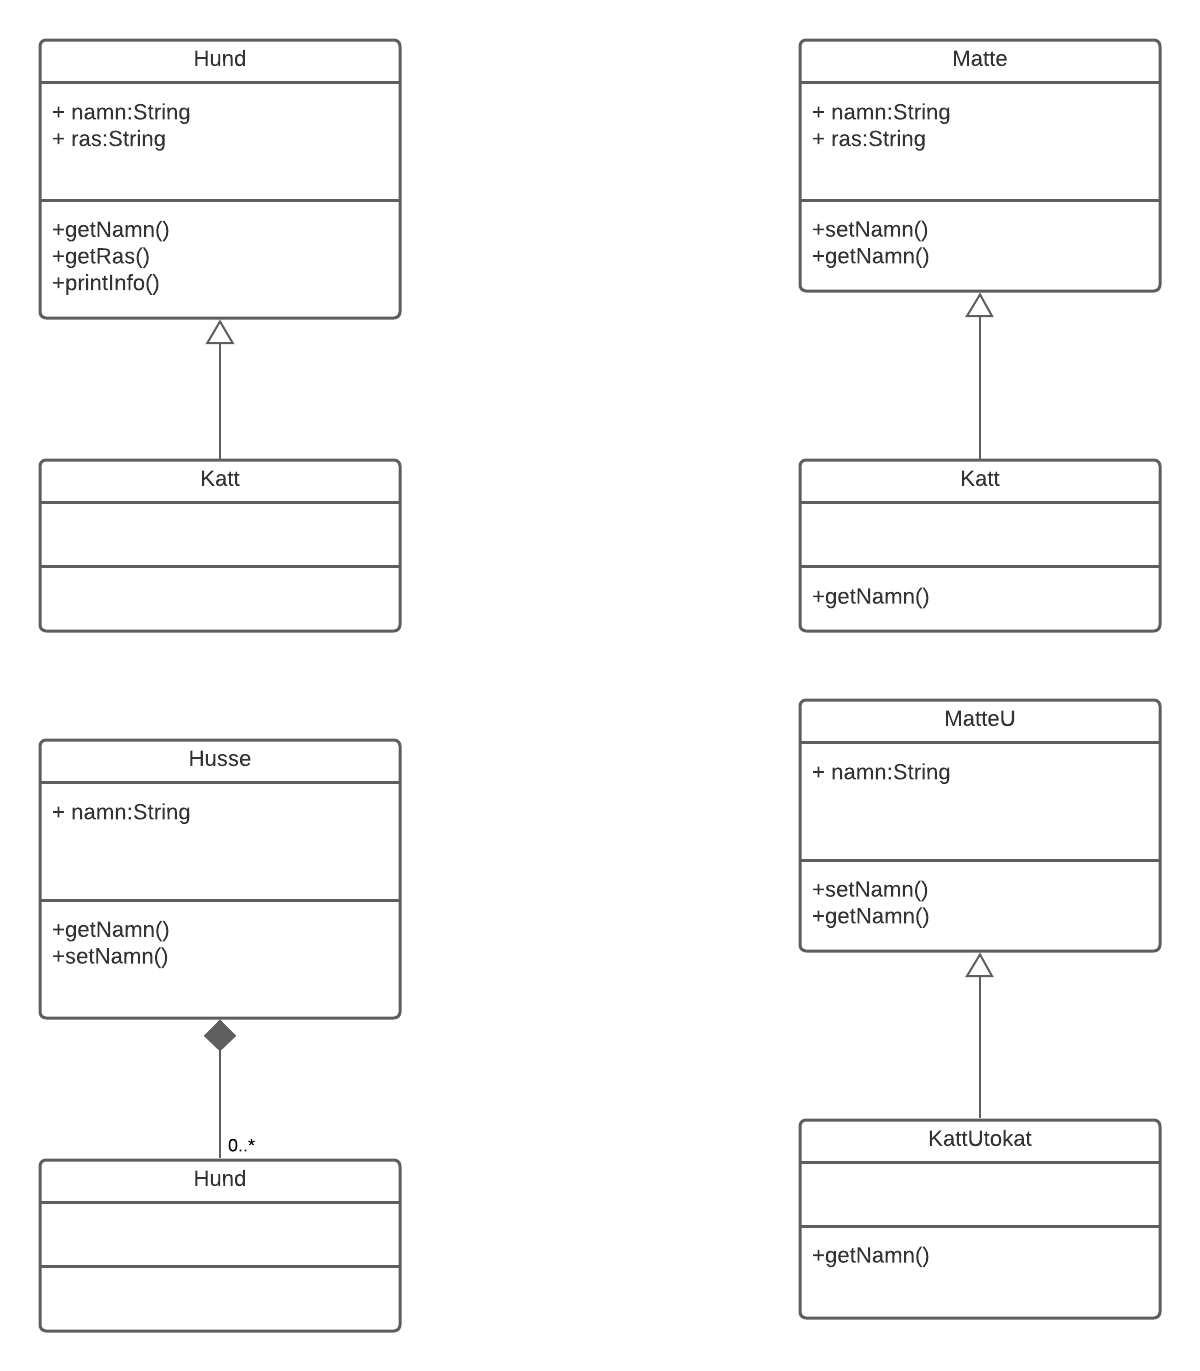 Hund
+ namn:String
+ ras:String
+getNamn()
+getRas()
+printInfo()
Katt
Husse
+ namn:String
+getNamn()
+setNamn()
0..*
Hund
Matte
+ namn:String
+ ras:String
+setNamn()
+getNamn()
Katt
+getNamn()
MatteU
+ namn:String
+setNamn()
+getNamn()
KattUtokat
+getNamn()